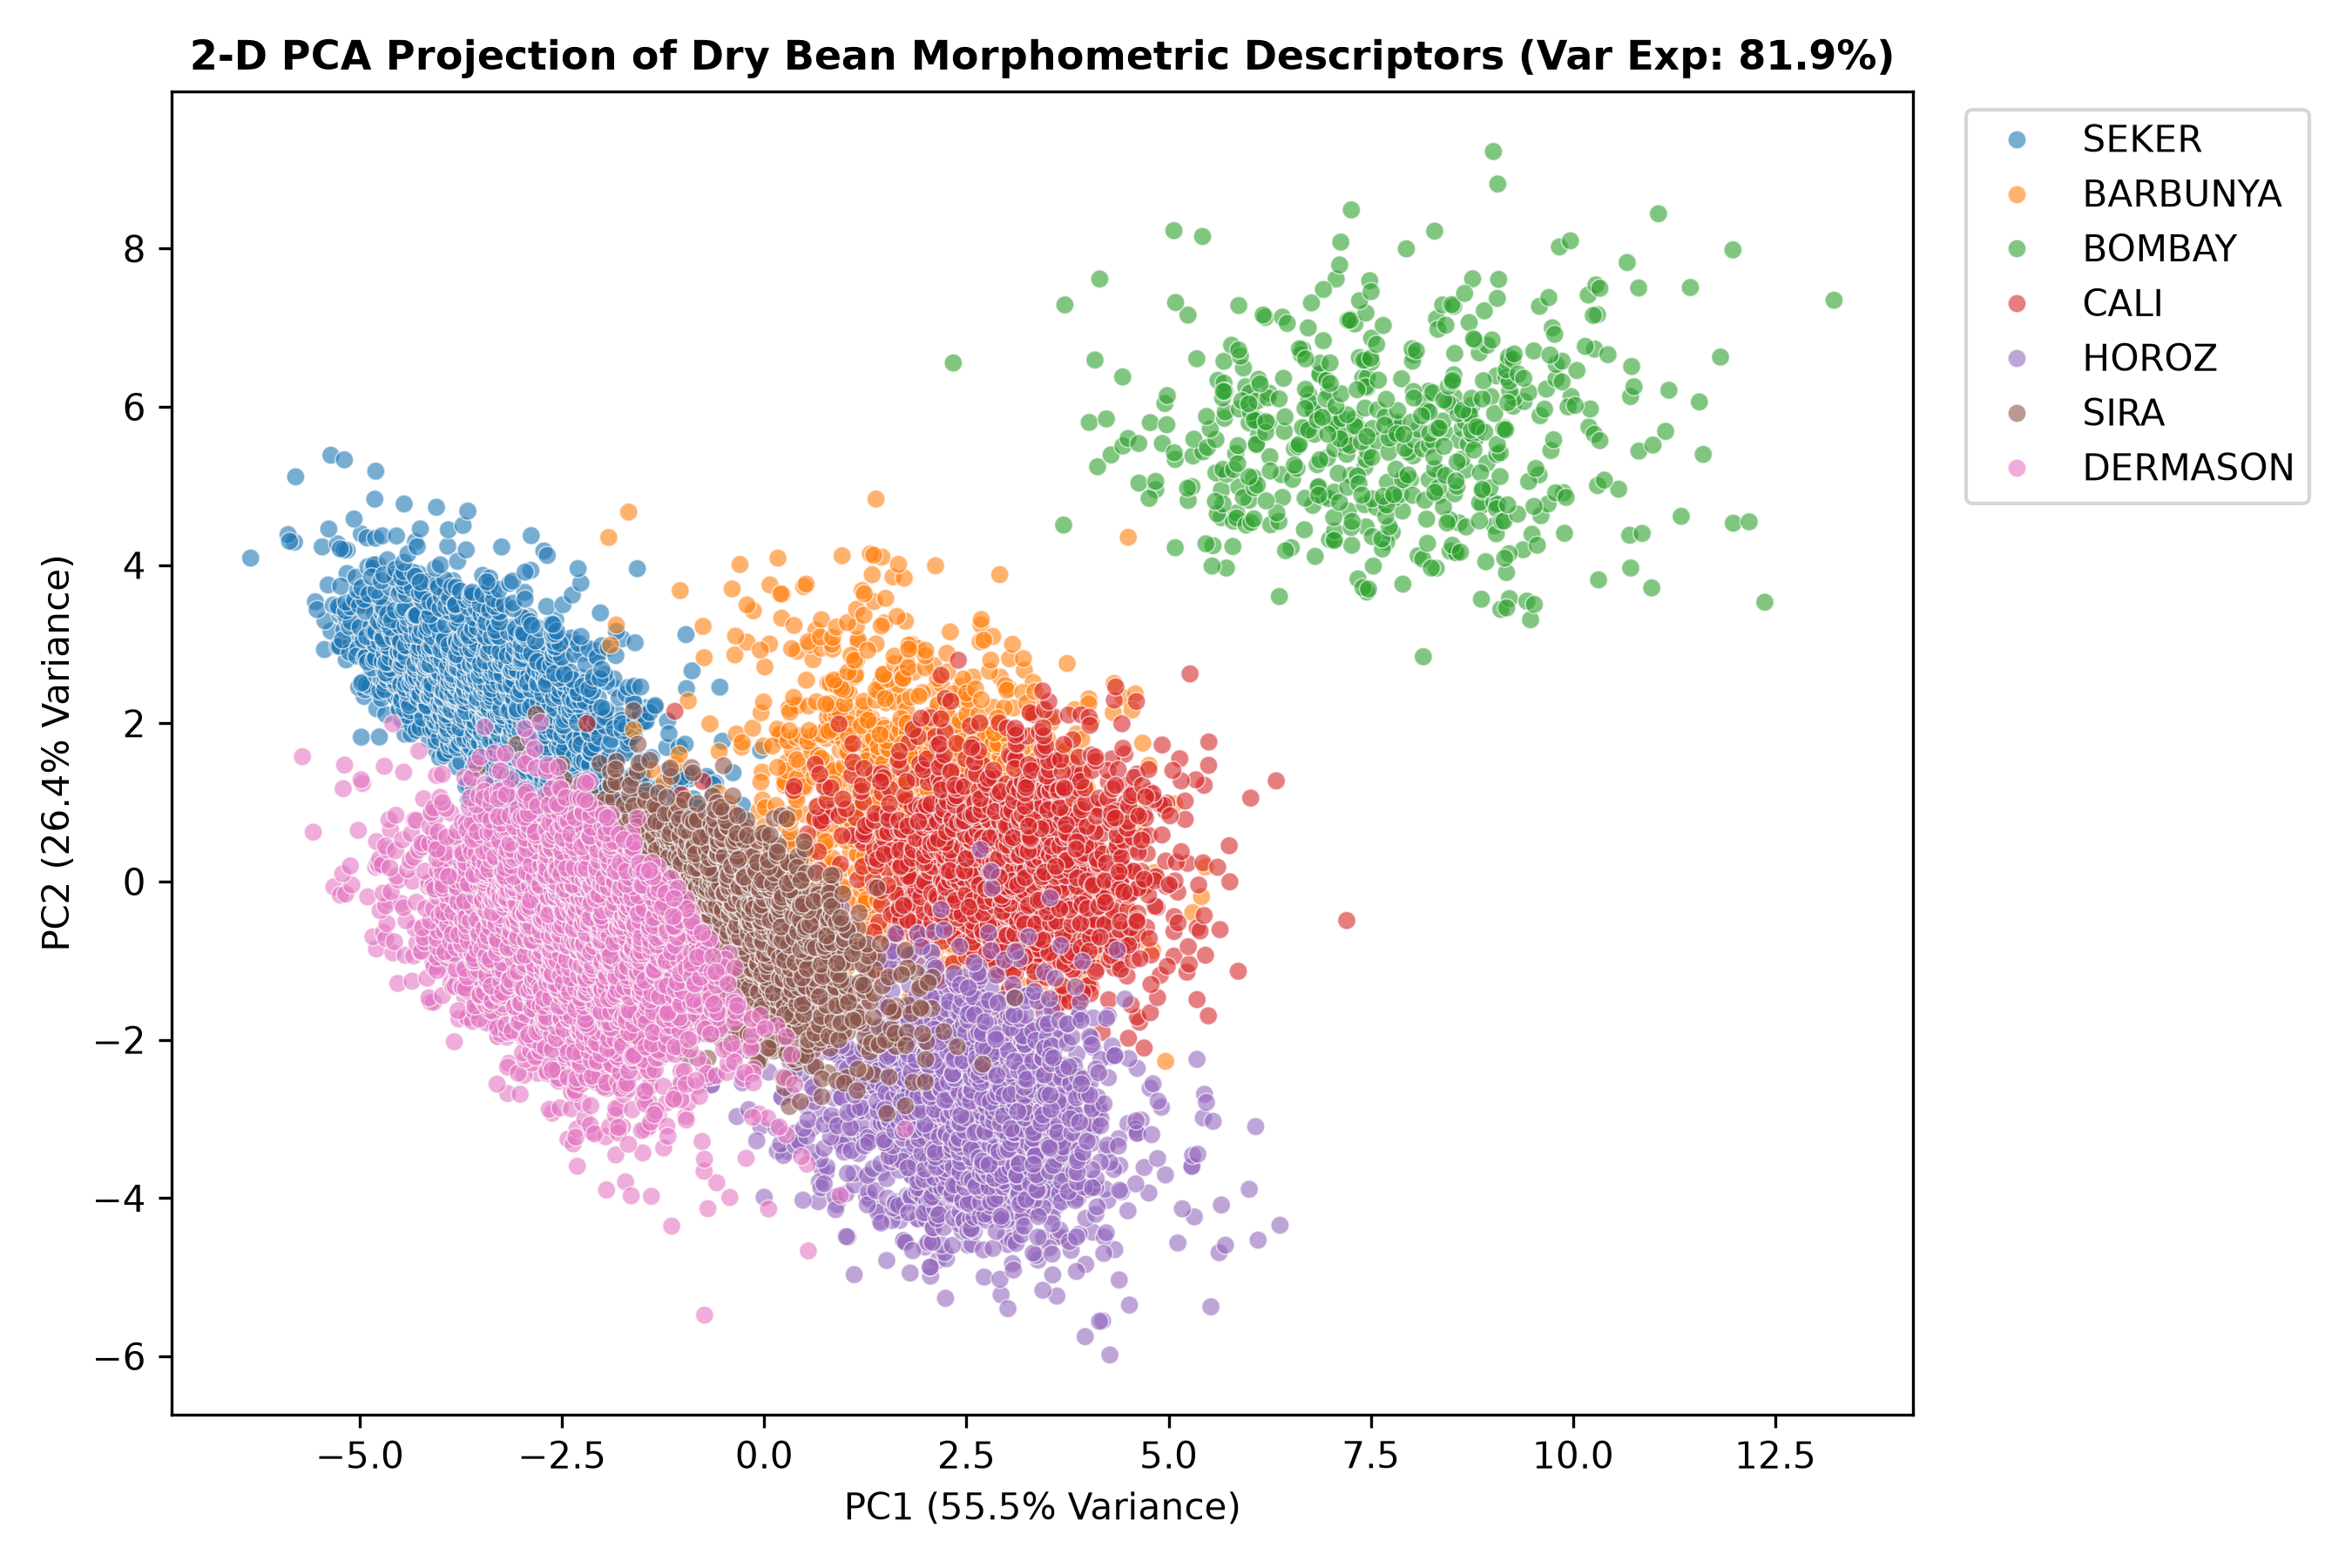 2-D PCA Projection of Dry Bean Morphometric Descriptors (Var Exp: 81.9%)
SEKER
BARBUNYA
BOMBAY
CALI
HOROZ
SIRA
DERMASON
8
6
4
2
0
−2
−4
−6
PC2 (26.4% Variance)
−5.0 −2.5 0.0 2.5 5.0 7.5 10.0 12.5
PC1 (55.5% Variance)